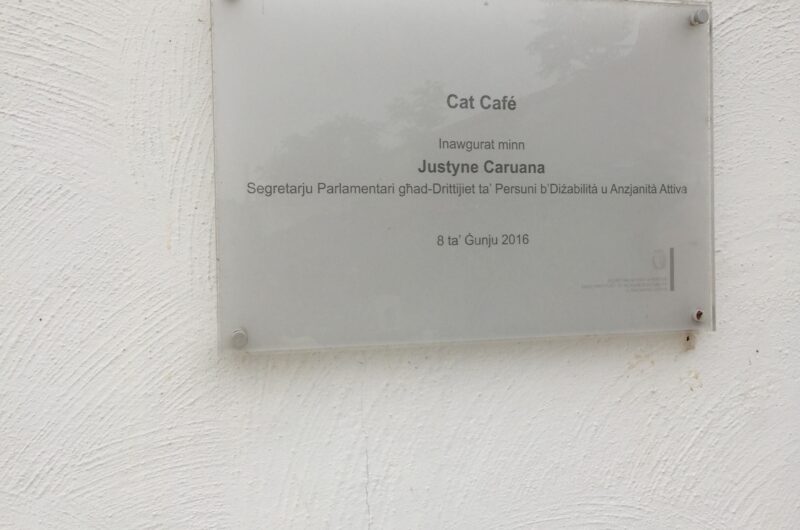 Cat Café
Inawgurat minn
Justyne Caruana
Segretarju Parlamentari għad-Drittijiet ta' Persuni b'Diżabilità u Anzjanità Attiva
8 ta' Ġunju 2016